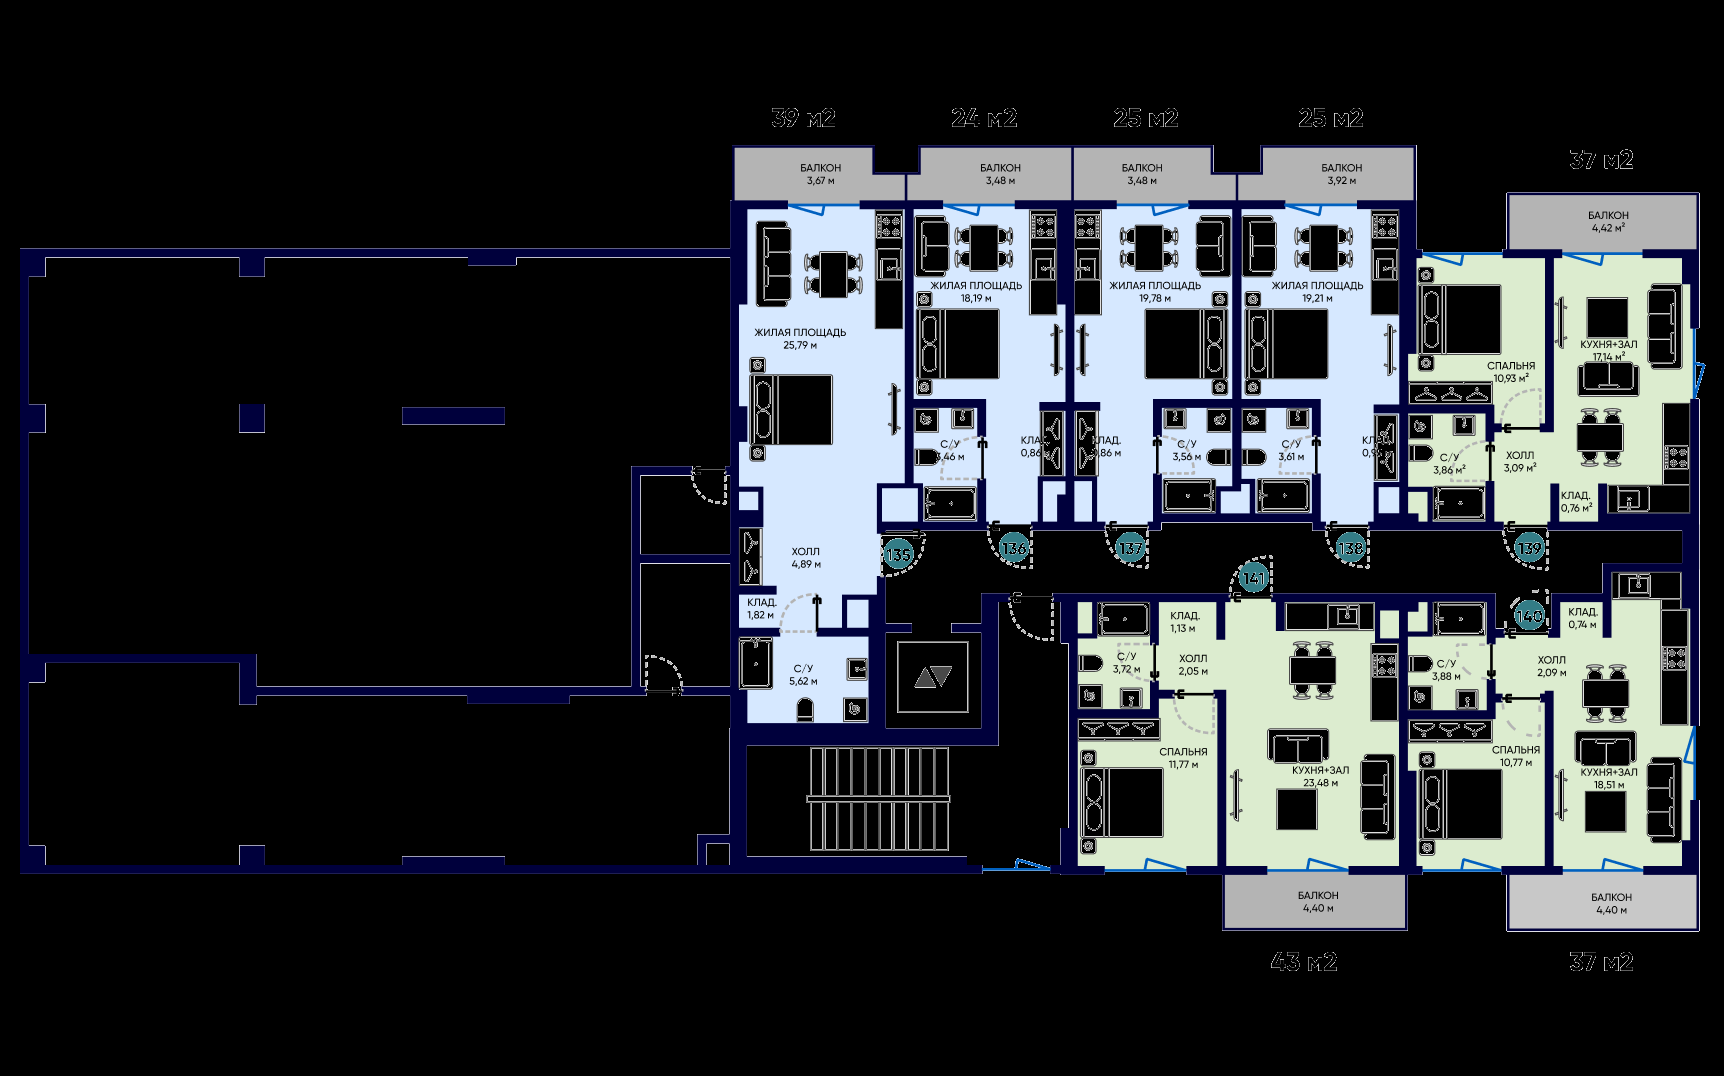 39 м2
24 м2
25 м2
25 м2
37 м2
БАЛКОН
3,67 м
БАЛКОН
3,48 м
БАЛКОН
3,48 м
БАЛКОН
3,92 м
БАЛКОН
4,42 м²
ЖИЛАЯ ПЛОЩАДЬ
25,79 м
ЖИЛАЯ ПЛОЩАДЬ
18,19 м
ЖИЛАЯ ПЛОЩАДЬ
19,78 м
ЖИЛАЯ ПЛОЩАДЬ
19,21 м
СПАЛЬНЯ
10,93 м²
КУХНЯ+ЗАЛ
17,14 м²
С/У
3,46 м
КЛАД.
0,86 м
КЛАД.
0,86 м
С/У
3,56 м
С/У
3,61 м
КЛАД.
С/У
3,86 м²
ХОЛЛ
3,09 м²
КЛАД.
0,76 м²
ХОЛЛ
4,89 м
135
136
137
138
139
141
140
КЛАД.
1,82 м
С/У
5,62 м
КЛАД.
1,13 м
С/У
3,72 м
ХОЛЛ
2,05 м
КЛАД.
0,74 м
С/У
3,88 м
ХОЛЛ
2,09 м
СПАЛЬНЯ
11,77 м
КУХНЯ+ЗАЛ
23,48 м
СПАЛЬНЯ
10,77 м
КУХНЯ+ЗАЛ
18,51 м
БАЛКОН
4,40 м
БАЛКОН
4,40 м
43 м2
37 м2